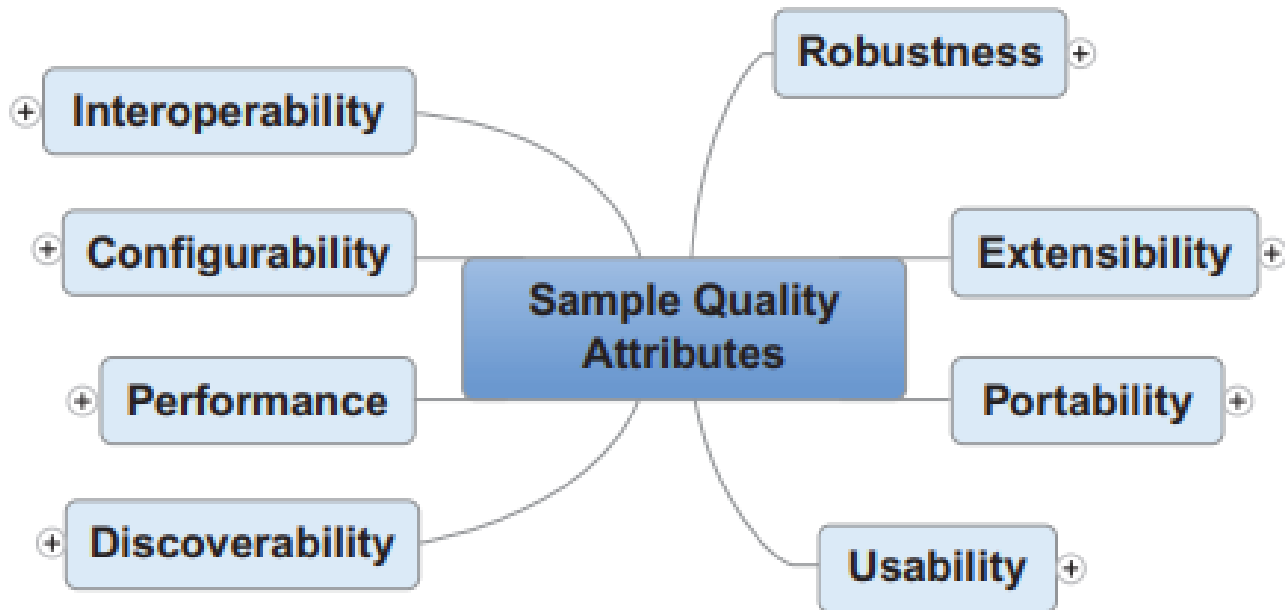 Robustness
Interoperability
Configurability
Extensibility
Sample Quality
Attributes
Performance
Portability
Discoverability
Usability